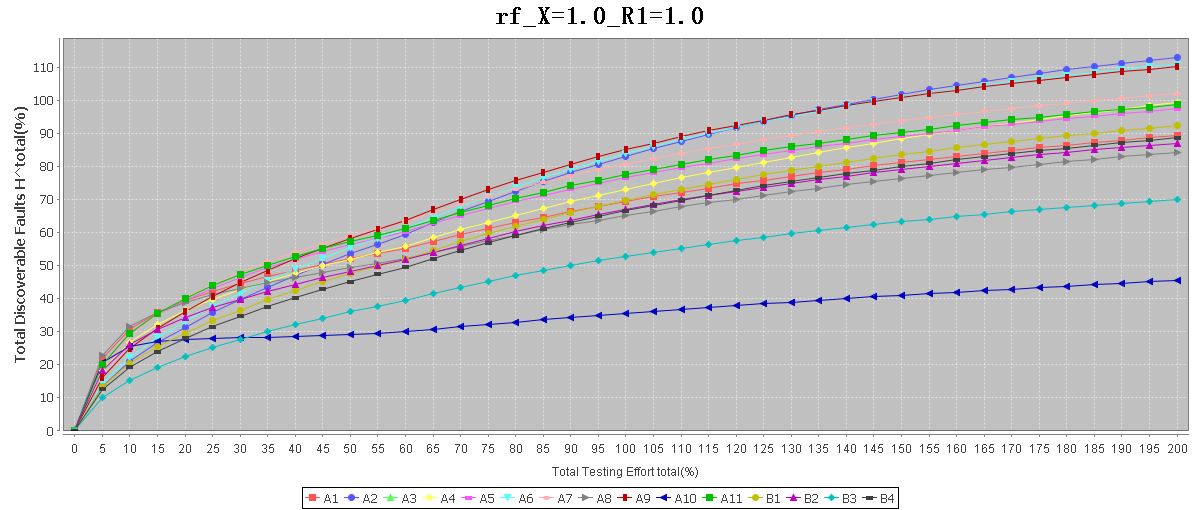 rf_X=1.0_R1=1.0
Total Discoverable Faults H^total(%)
110
100
90
80
70
60
50
40
30
20
10
0
0 5 10 15 20 25 30 35 40 45 50 55 60 65 70 75 80 85 90 95 100 105 110 115 120 125 130 135 140 145 150 155 160 165 170 175 180 185 190 195 200
Total Testing Effort total(%)
A1 A2 A3 A4 A5 A6 A7 A8 A9 A10 A11 B1 B2 B3 B4